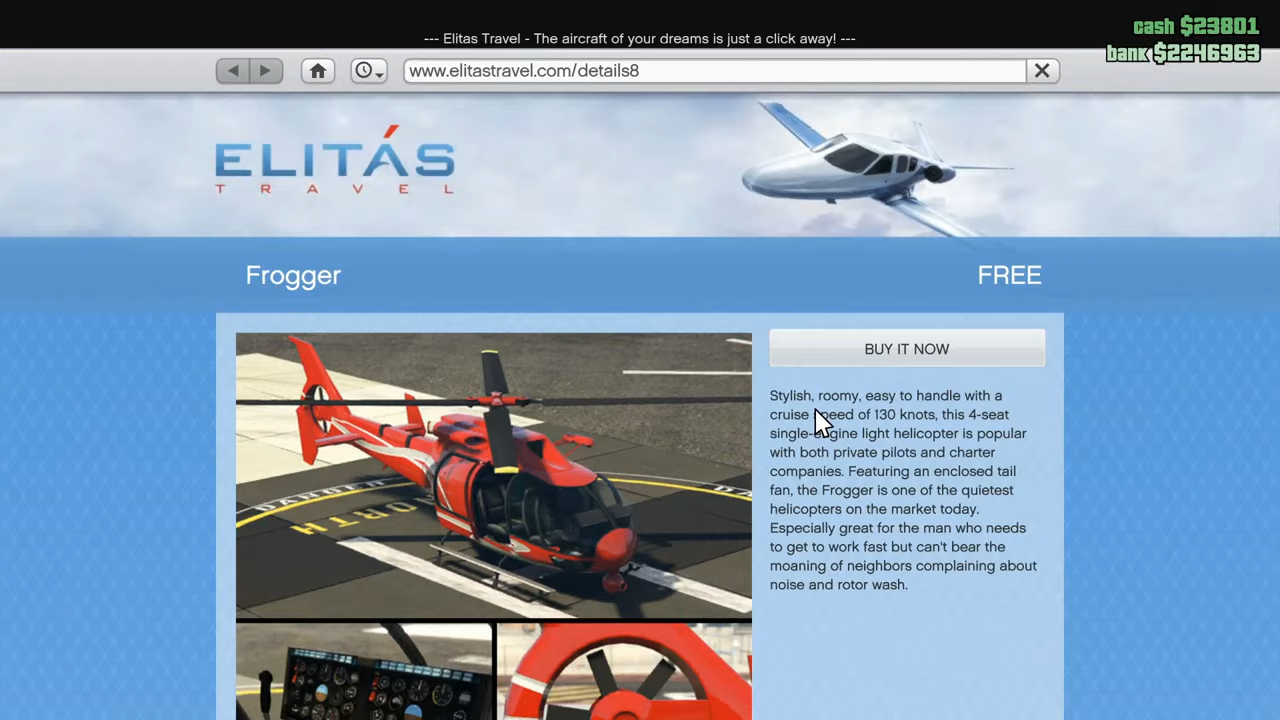 cash $23801
--- Elitas Travel - The aircraft of your dreams is just a click away! ---
bank $2246963
www.elitastravel.com/details8
ELITÁS
TRAVEL
Frogger
FREE
BUY IT NOW
Stylish, roomy, easy to handle with a
cruise speed of 130 knots, this 4-seat
single-engine light helicopter is popular
with both private pilots and charter
companies. Featuring an enclosed tail
fan, the Frogger is one of the quietest
helicopters on the market today.
Especially great for the man who needs
to get to work fast but can't bear the
moaning of neighbors complaining about
noise and rotor wash.
DANGER
NORTH